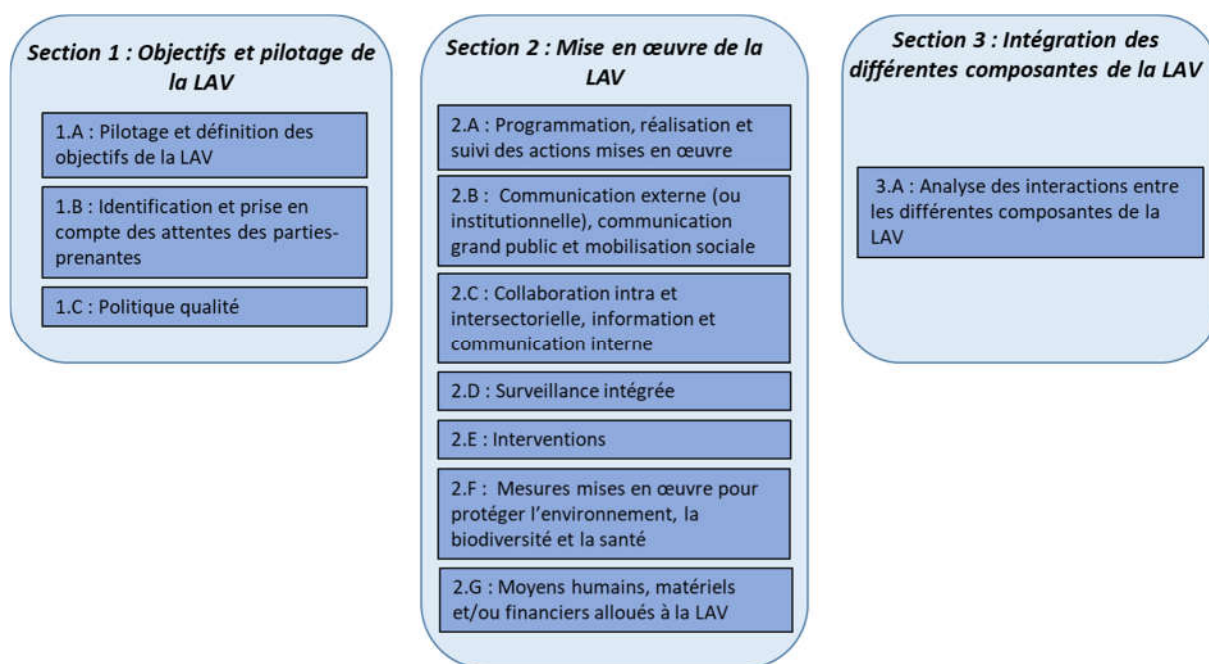 Section 1 : Objectifs et pilotage de
la LAV
1.A : Pilotage et définition des
objectifs de la LAV
1.B : Identification et prise en
compte des attentes des parties-
prenantes
1.C : Politique qualité
Section 2 : Mise en œuvre de la
LAV
2.A : Programmation, réalisation et
suivi des actions mises en œuvre
2.B : Communication externe (ou
institutionnelle), communication
grand public et mobilisation sociale
2.C : Collaboration intra et
intersectorielle, information et
communication interne
2.D : Surveillance intégrée
2.E : Interventions
2.F : Mesures mises en œuvre pour
protéger l'environnement, la
biodiversité et la santé
2.G : Moyens humains, matériels
et/ou financiers alloués à la LAV
Section 3 : Intégration des
différentes composantes de la LAV
3.A : Analyse des interactions entre
les différentes composantes de la
LAV